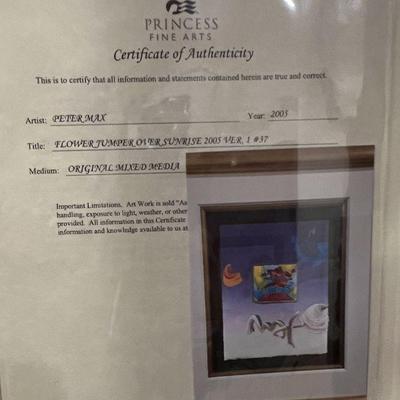 PRINCESS
FINE ARTS
Certificate of Authenticity
This is to certify that all information and statements contained herein are true and correct.
Artist: PETER MAX Year: 2005
Title: FLOWER JUMPER OVER SUNRISE 2005 VER, 1 #37
Medium: ORIGINAL MIXED MEDIA
Important Limitations. Art Work is sold "As
handling, exposure to light, weather, or other
provided. All information in this Certificate
information and knowledge available to us at
Max